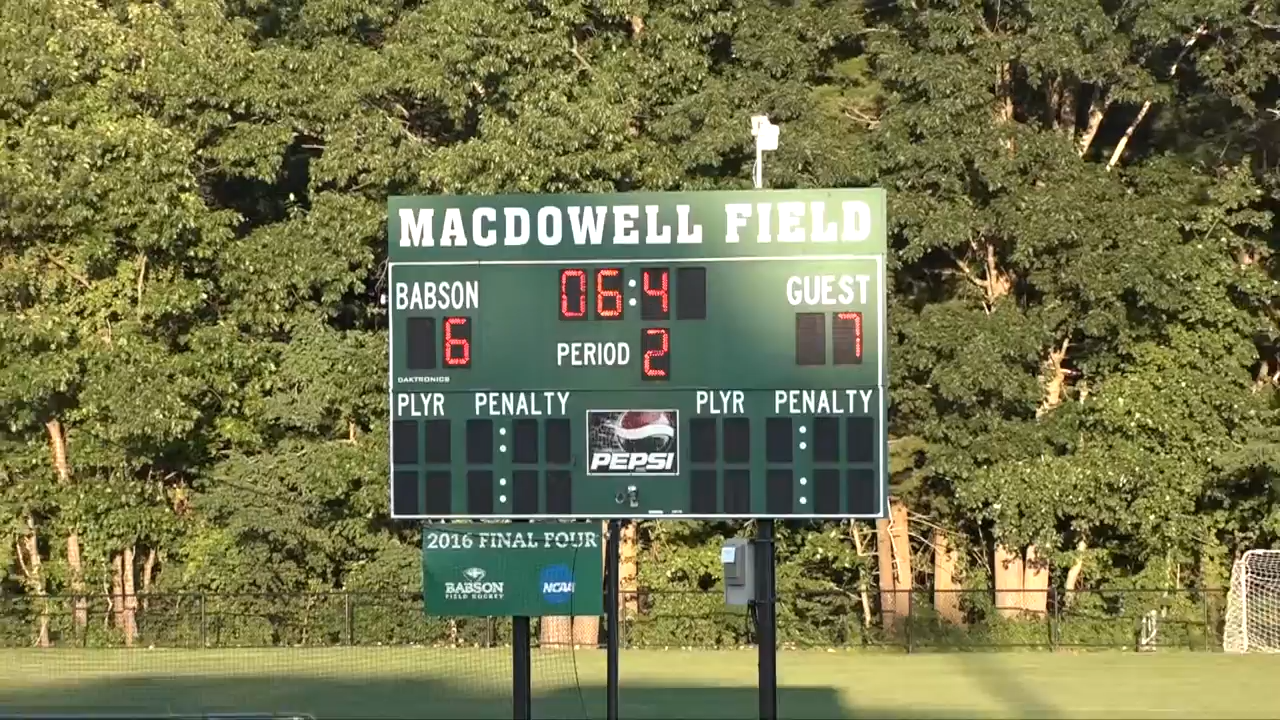 MACDOWELL FIELD
BABSON 06:4 GUEST
6 PERIOD 2 7
DAKTRONICS
PLYR PENALTY PLYR PENALTY
PEPSI
2016 FINAL FOUR
BABSON NCAA
FIELD HOCKEY